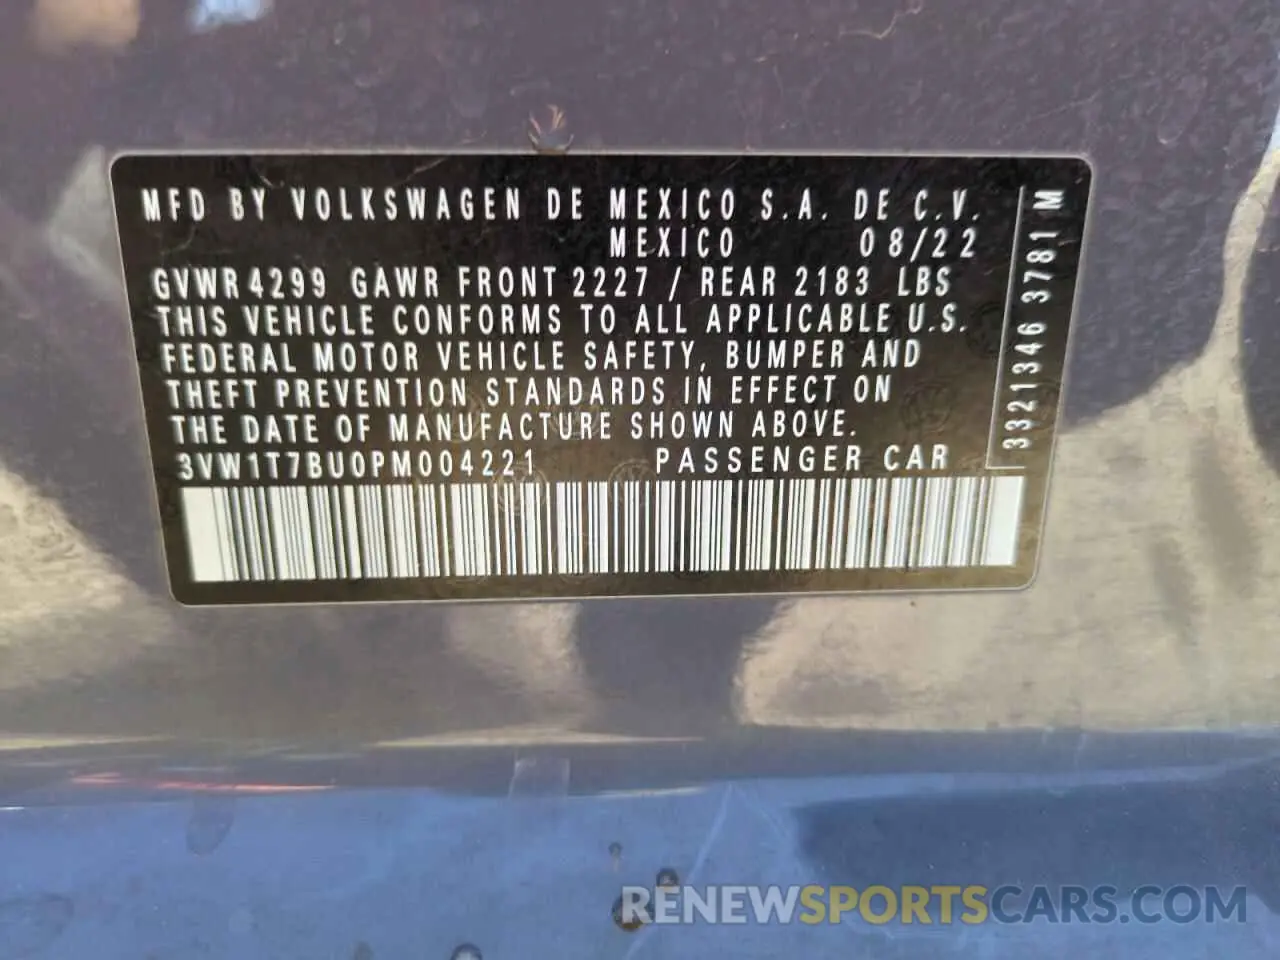 MFD BY VOLKSWAGEN DE MEXICO S.A. DE C.V.
MEXICO 08/22
GVWR 4299 GAWR FRONT 2227 / REAR 2183 LBS
THIS VEHICLE CONFORMS TO ALL APPLICABLE U.S.
FEDERAL MOTOR VEHICLE SAFETY, BUMPER AND
THEFT PREVENTION STANDARDS IN EFFECT ON
THE DATE OF MANUFACTURE SHOWN ABOVE.
3VW1T7BU0PM004221 PASSENGER CAR
3321346 3781 M
RENEWSPORTSCARS.COM